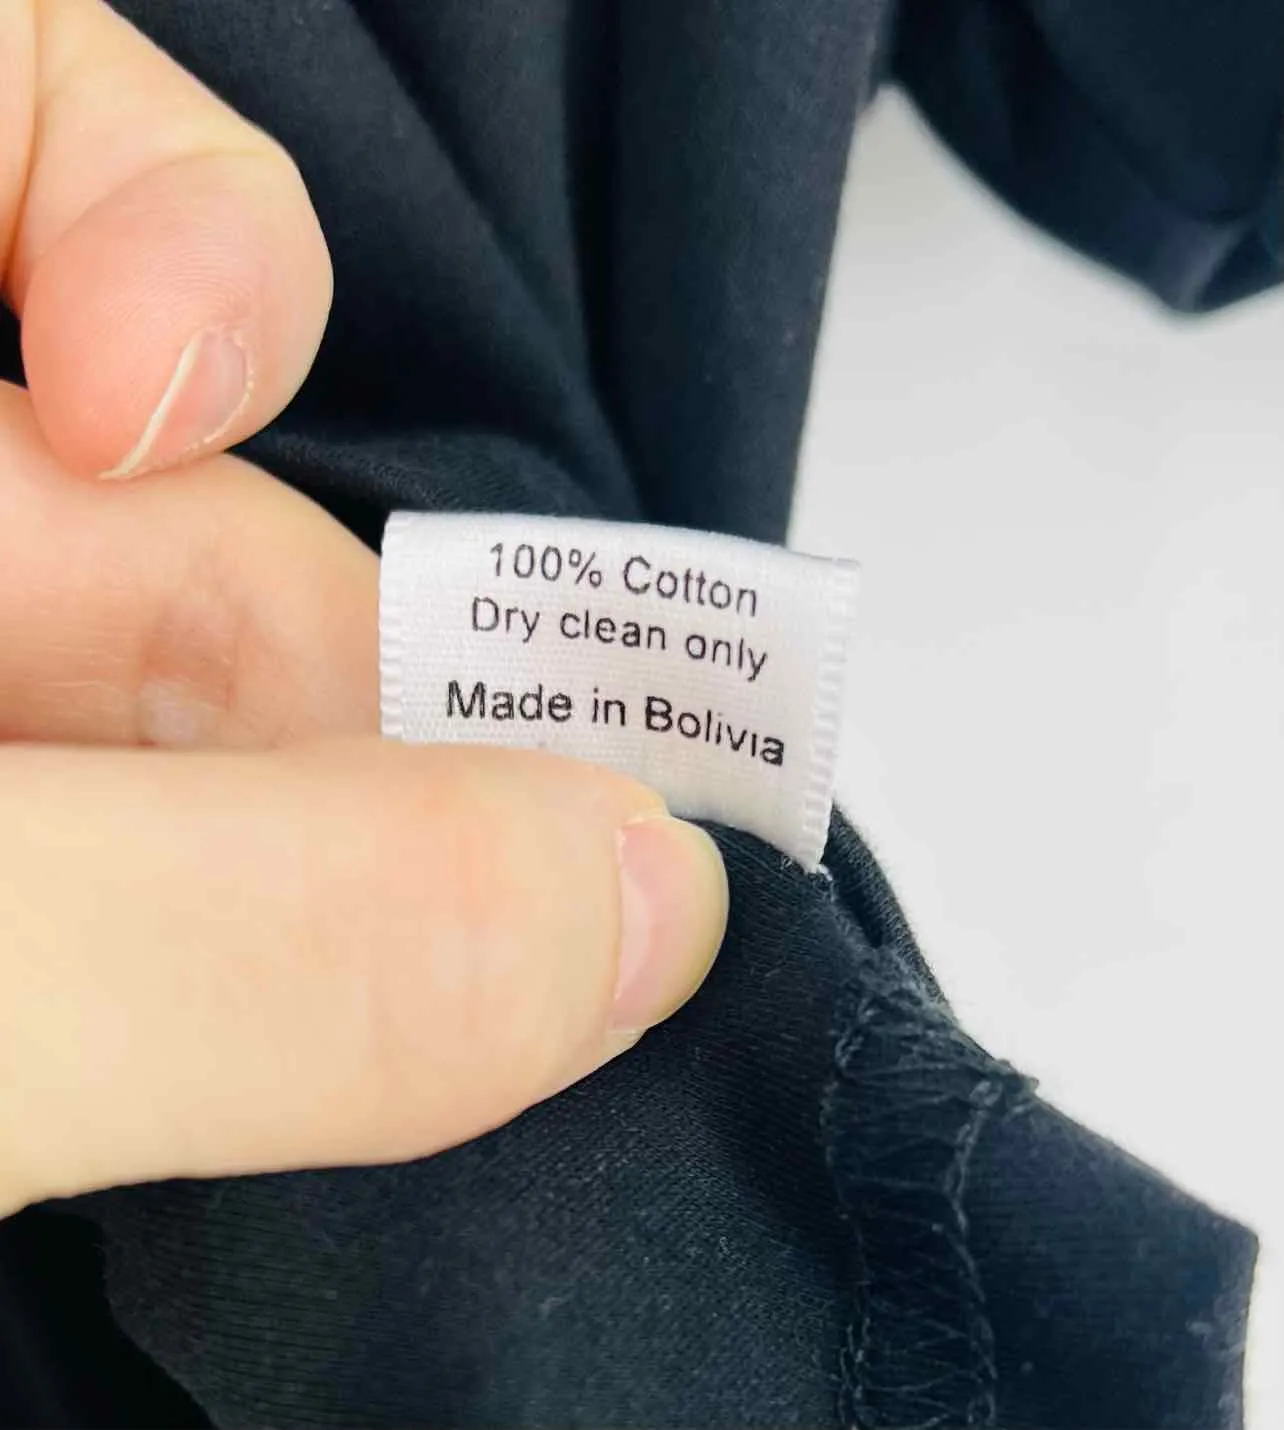 100% Cotton
Dry clean only
Made in Bolivia